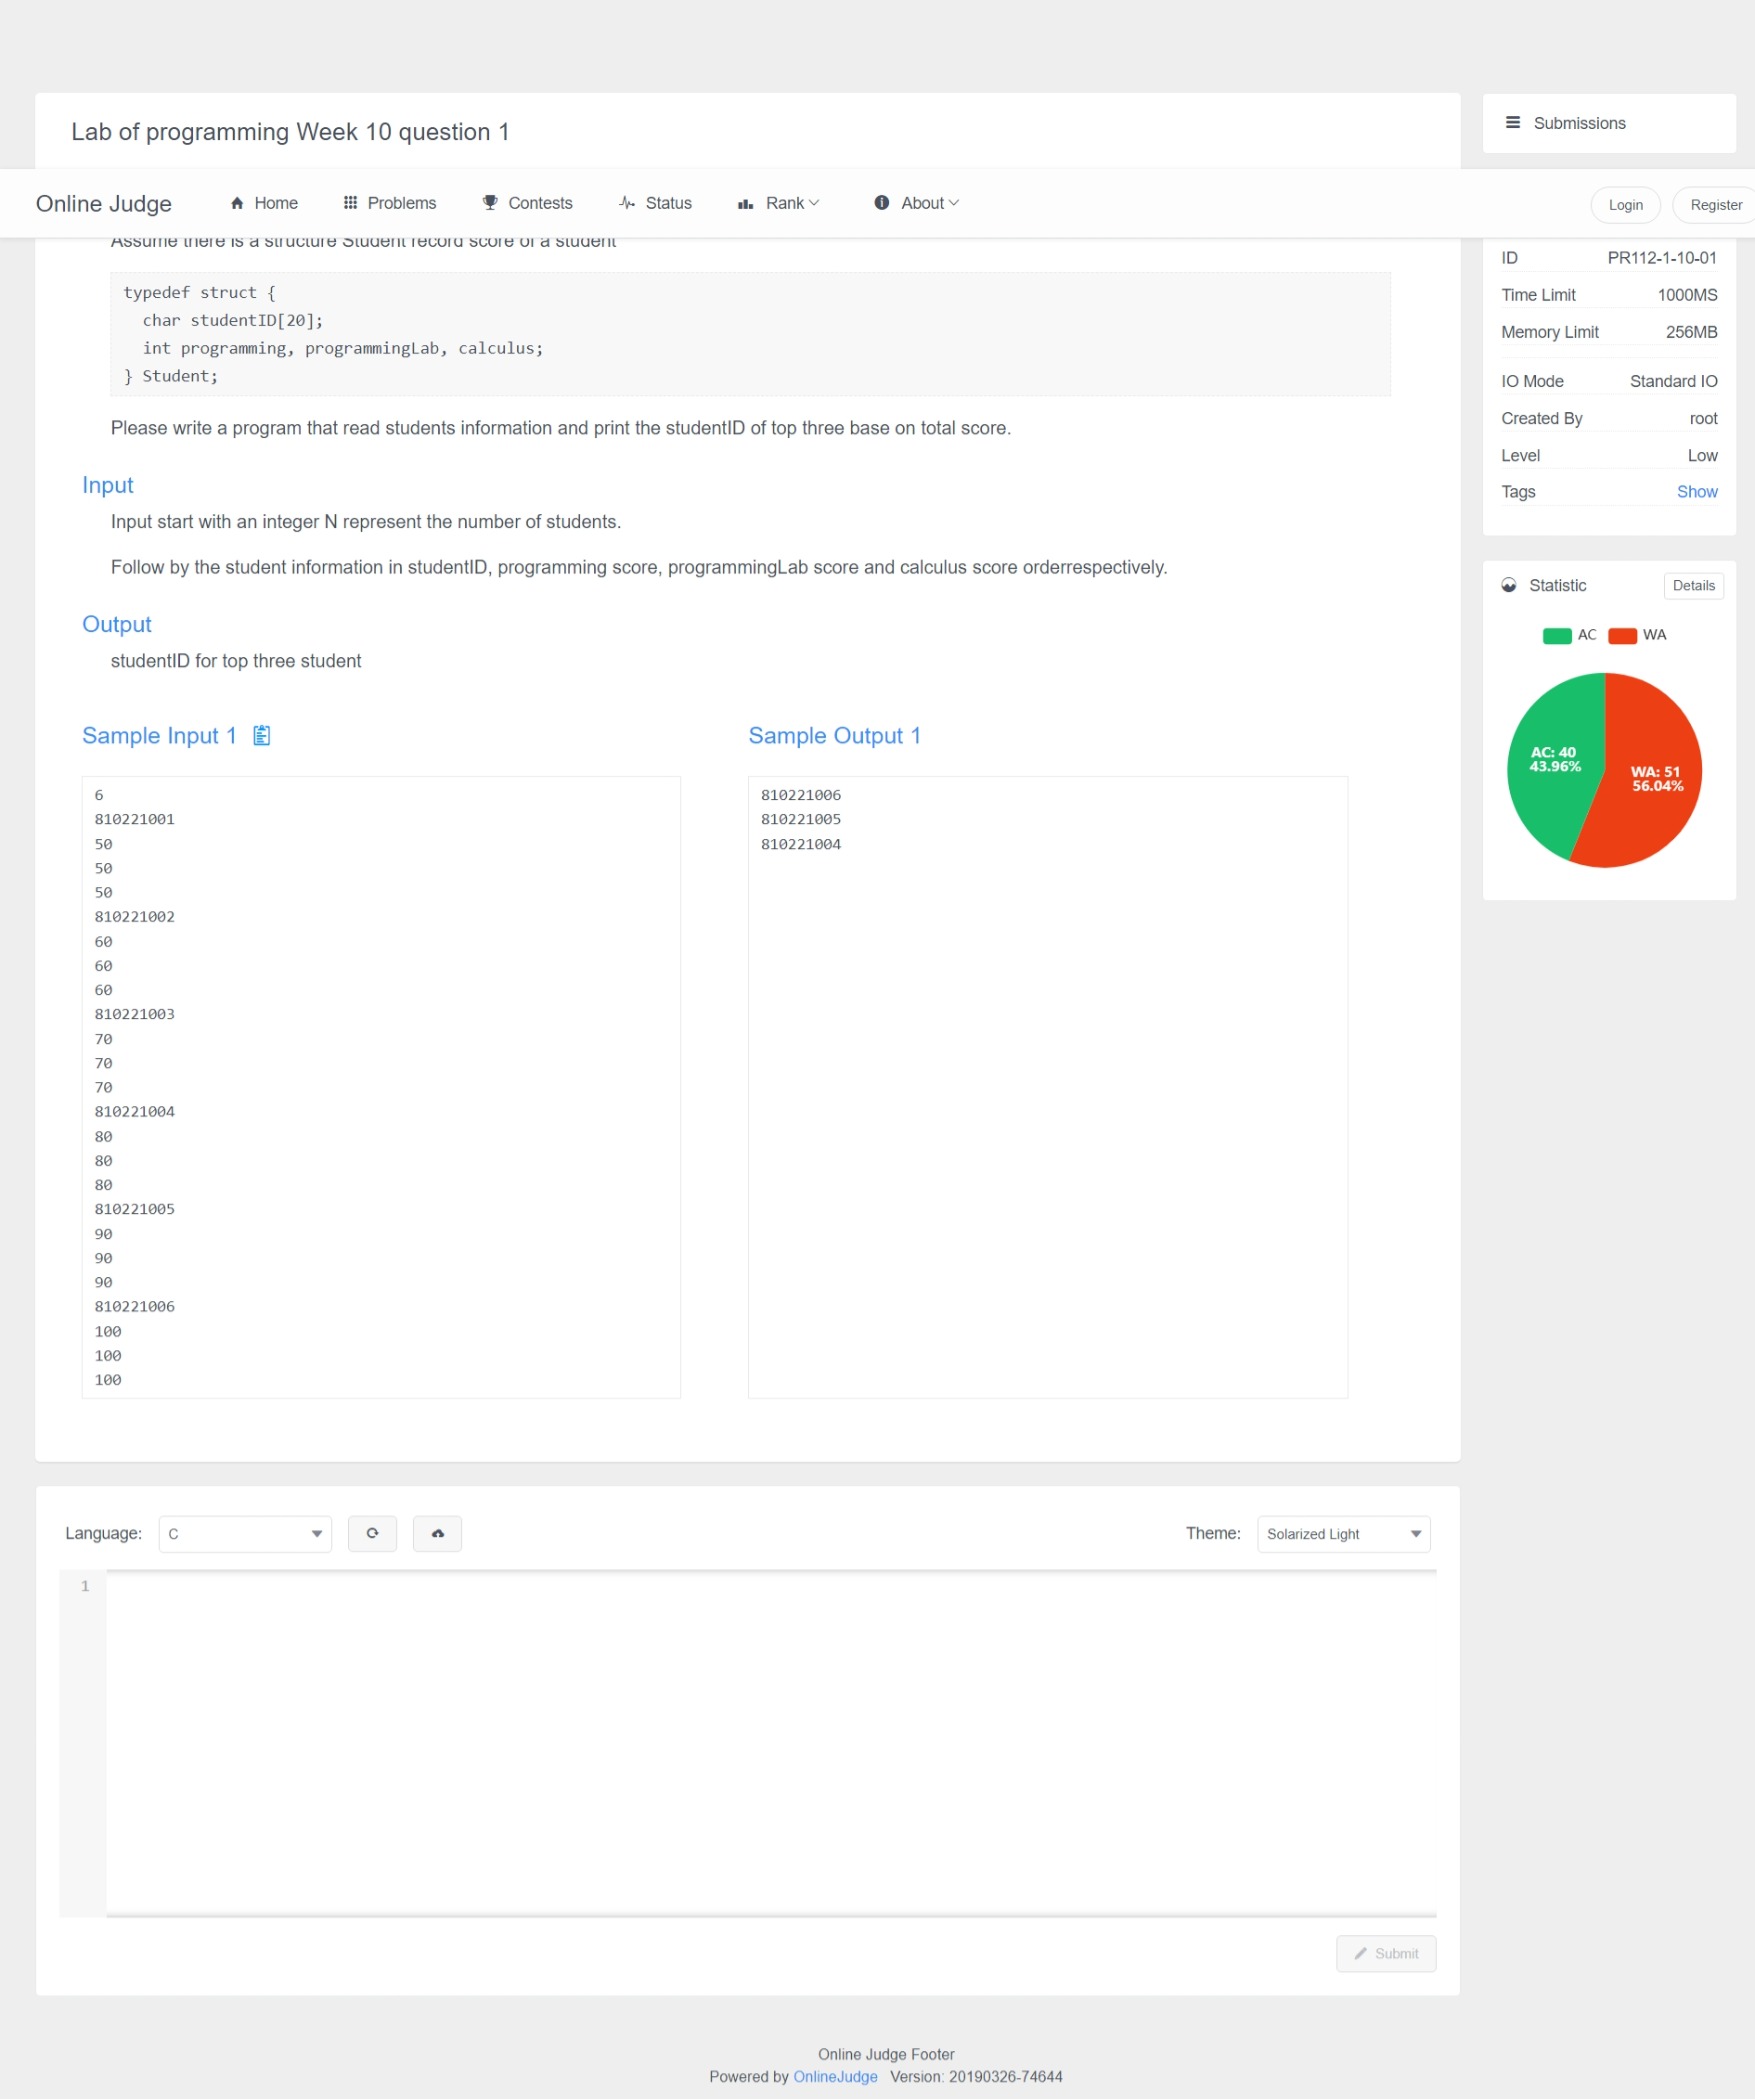 Lab of programming Week 10 question 1
Submissions
Online Judge
Home
Problems
Contests
Status
Rank
About
Login
Register
Assume there is a structure Student record score of a student
typedef struct {
char studentID[20];
int programming, programmingLab, calculus;
} Student;
Please write a program that read students information and print the studentID of top three base on total score.
Input
Input start with an integer N represent the number of students.
Follow by the student information in studentID, programming score, programmingLab score and calculus score orderrespectively.
Output
studentID for top three student
Sample Input 1
6
810221001
50
50
50
810221002
60
60
60
810221003
70
70
70
810221004
80
80
80
810221005
90
90
90
810221006
100
100
100
Sample Output 1
810221006
810221005
810221004
ID PR112-1-10-01
Time Limit 1000MS
Memory Limit 256MB
IO Mode Standard IO
Created By root
Level Low
Tags Show
Statistic Details
AC WA
AC: 40
43.96%
WA: 51
56.04%
Language: C
Theme: Solarized Light
1
Submit
Online Judge Footer
Powered by OnlineJudge Version: 20190326-74644